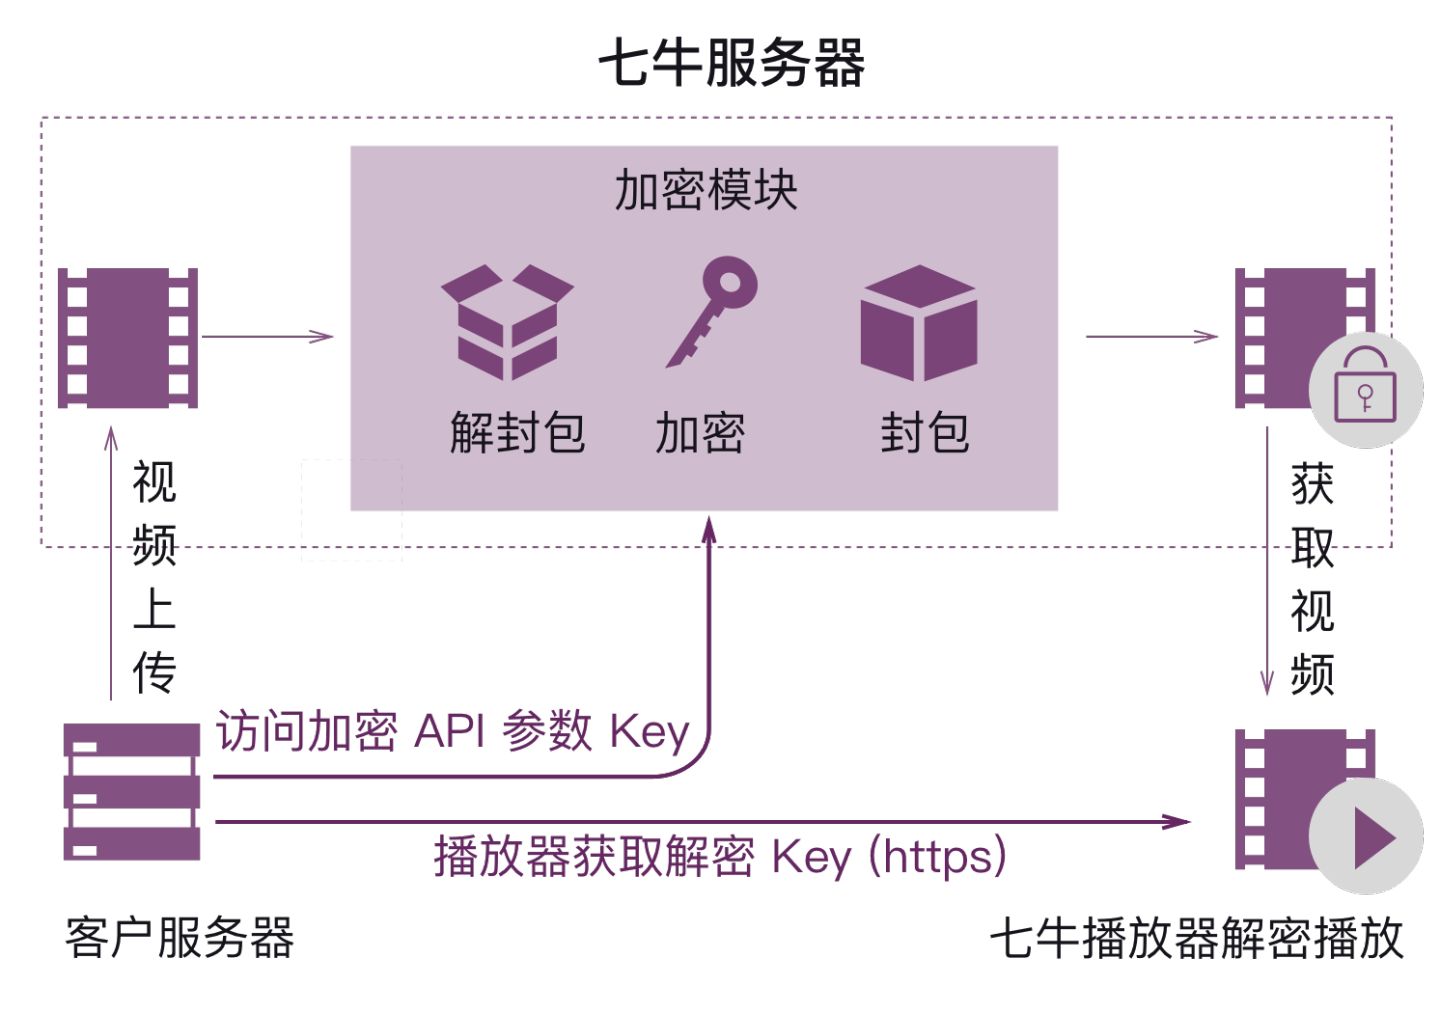 七牛服务器
加密模块
解封包
加密
封包
视频上传
获取视频
访问加密 API 参数 Key
播放器获取解密 Key (https)
客户服务器
七牛播放器解密播放